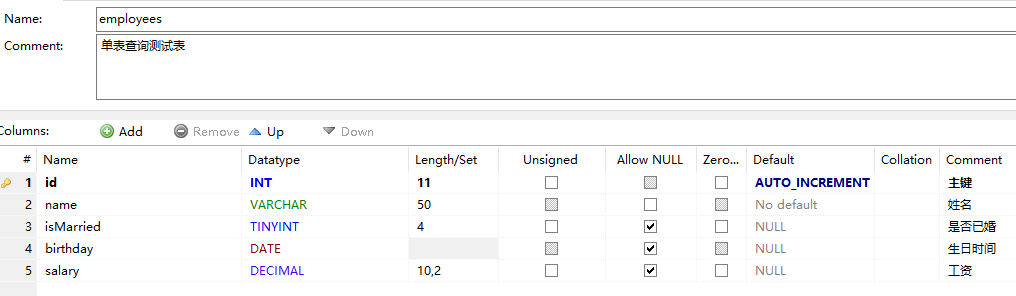 Name: employees
Comment: 单表查询测试表
Columns: Add Remove Up Down
# Name Datatype Length/Set Unsigned Allow NULL Zero... Default Collation Comment
1 id INT 11 AUTO_INCREMENT 主键
2 name VARCHAR 50 No default 姓名
3 isMarried TINYINT 4 NULL 是否已婚
4 birthday DATE NULL 生日时间
5 salary DECIMAL 10,2 NULL 工资